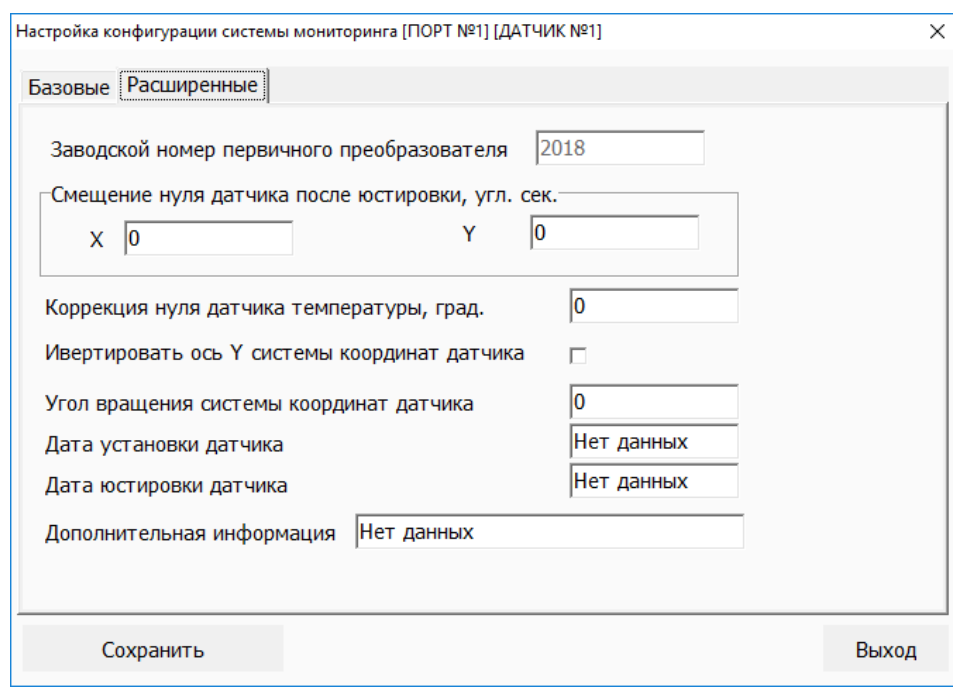 Настройка конфигурации системы мониторинга [ПОРТ №1] [ДАТЧИК №1]
Базовые Расширенные
Заводской номер первичного преобразователя 2018
Смещение нуля датчика после юстировки, угл. сек.
X 0 Y 0
Коррекция нуля датчика температуры, град. 0
Ивертировать ось Y системы координат датчика
Угол вращения системы координат датчика 0
Дата установки датчика Нет данных
Дата юстировки датчика Нет данных
Дополнительная информация Нет данных
Сохранить Выход